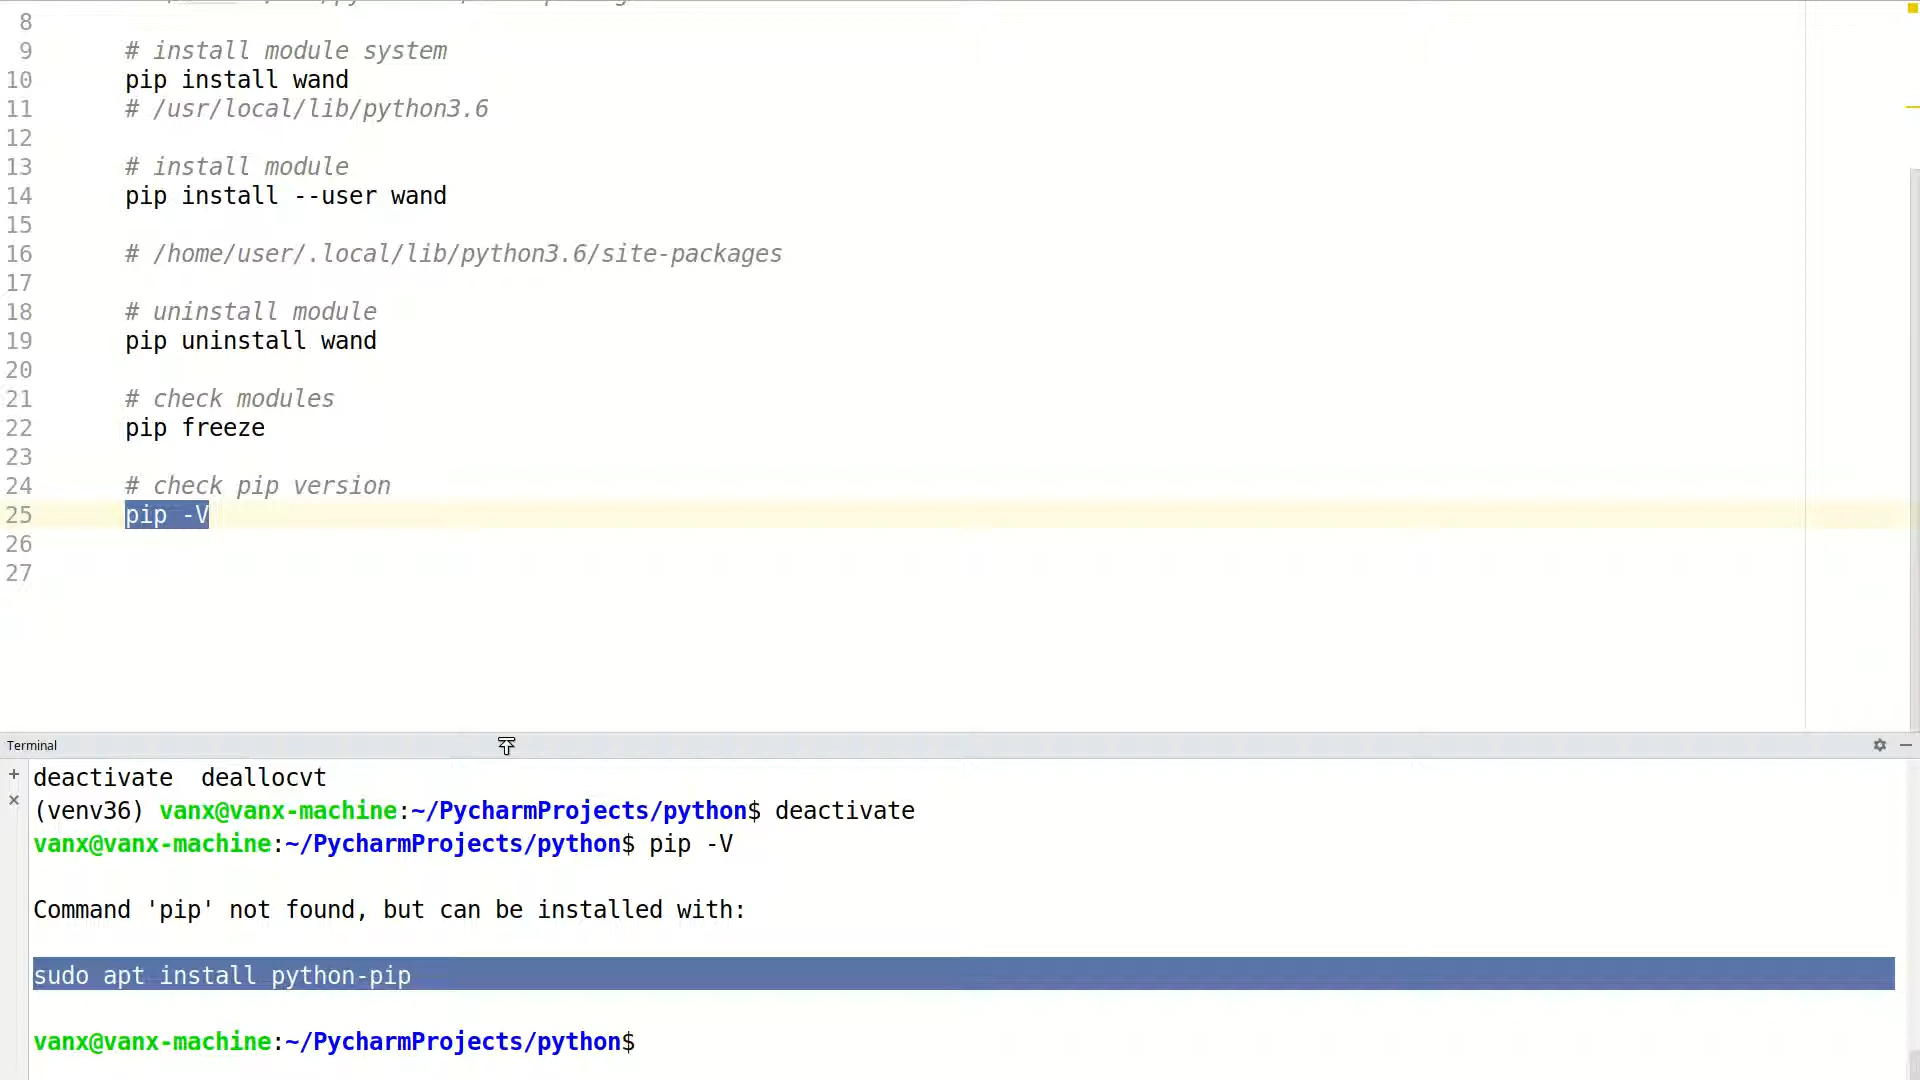 8
9 # install module system
10 pip install wand
11 # /usr/local/lib/python3.6
12
13 # install module
14 pip install --user wand
15
16 # /home/user/.local/lib/python3.6/site-packages
17
18 # uninstall module
19 pip uninstall wand
20
21 # check modules
22 pip freeze
23
24 # check pip version
25 pip -V
26
27
Terminal
deactivate  deallocvt
(venv36) vanx@vanx-machine:~/PycharmProjects/python$ deactivate
vanx@vanx-machine:~/PycharmProjects/python$ pip -V
Command 'pip' not found, but can be installed with:
sudo apt install python-pip
vanx@vanx-machine:~/PycharmProjects/python$